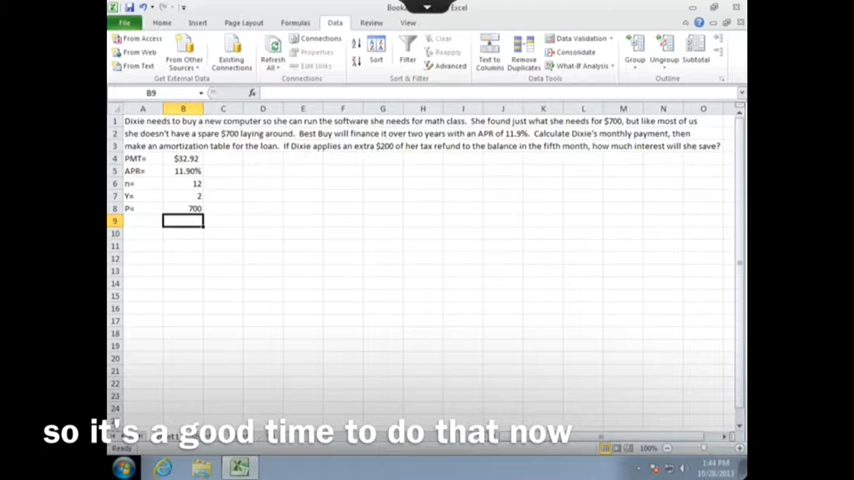 Book Excel
File Home Insert Page Layout Formulas Data Review View
From Access
From Web
From Text
From Other
Sources
Existing
Connections
Get External Data
Refresh
All
Connections
Properties
Edit Links
Connections
Sort
Filter
Clear
Reapply
Advanced
Sort & Filter
Text to
Columns
Remove
Duplicates
Data Validation
Consolidate
What-If Analysis
Data Tools
Group Ungroup Subtotal
Outline
B9 fx
A B C D E F G H I J K L M N O
1 Dixie needs to buy a new computer so she can run the software she needs for math class. She found just what she needs for $700, but like most of us
2 she doesn't have a spare $700 laying around. Best Buy will finance it over two years with an APR of 11.9%. Calculate Dixie's monthly payment, then
3 make an amortization table for the loan. If Dixie applies an extra $200 of her tax refund to the balance in the fifth month, how much interest will she save?
4 PMT= $32.92
5 APR= 11.90%
6 n= 12
7 Y= 2
8 P= 700
9
10
11
12
13
14
15
16
17
18
19
20
21
22
23
24
so it's a good time to do that now
Ready 100%
1:44 PM
10/28/2013